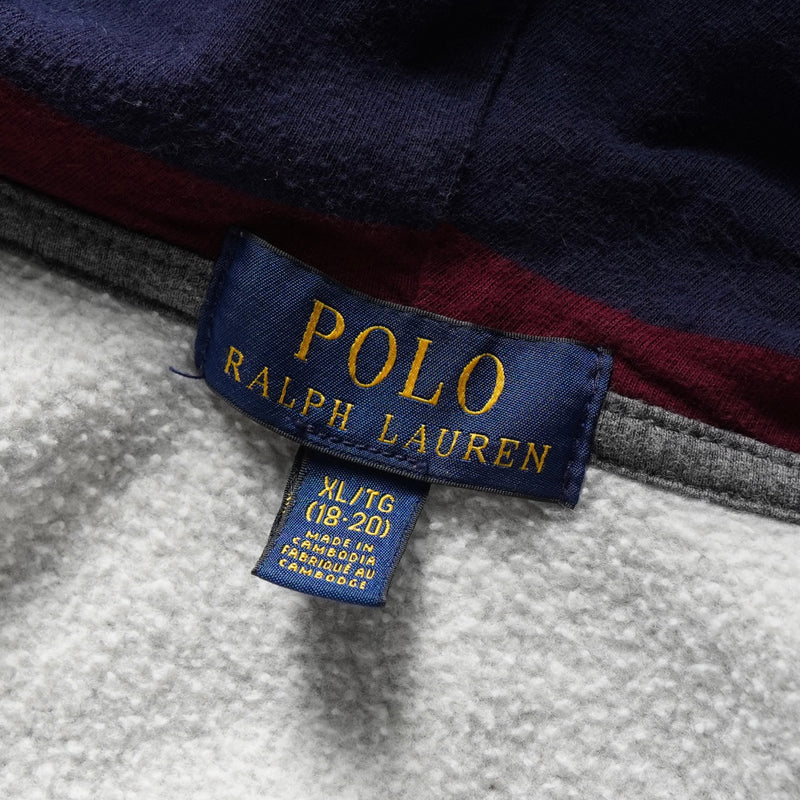 POLO
RALPH LAUREN
XL/TG
(18-20)
MADE IN
CAMBODIA
FABRIQUÉ AU
CAMBODGE